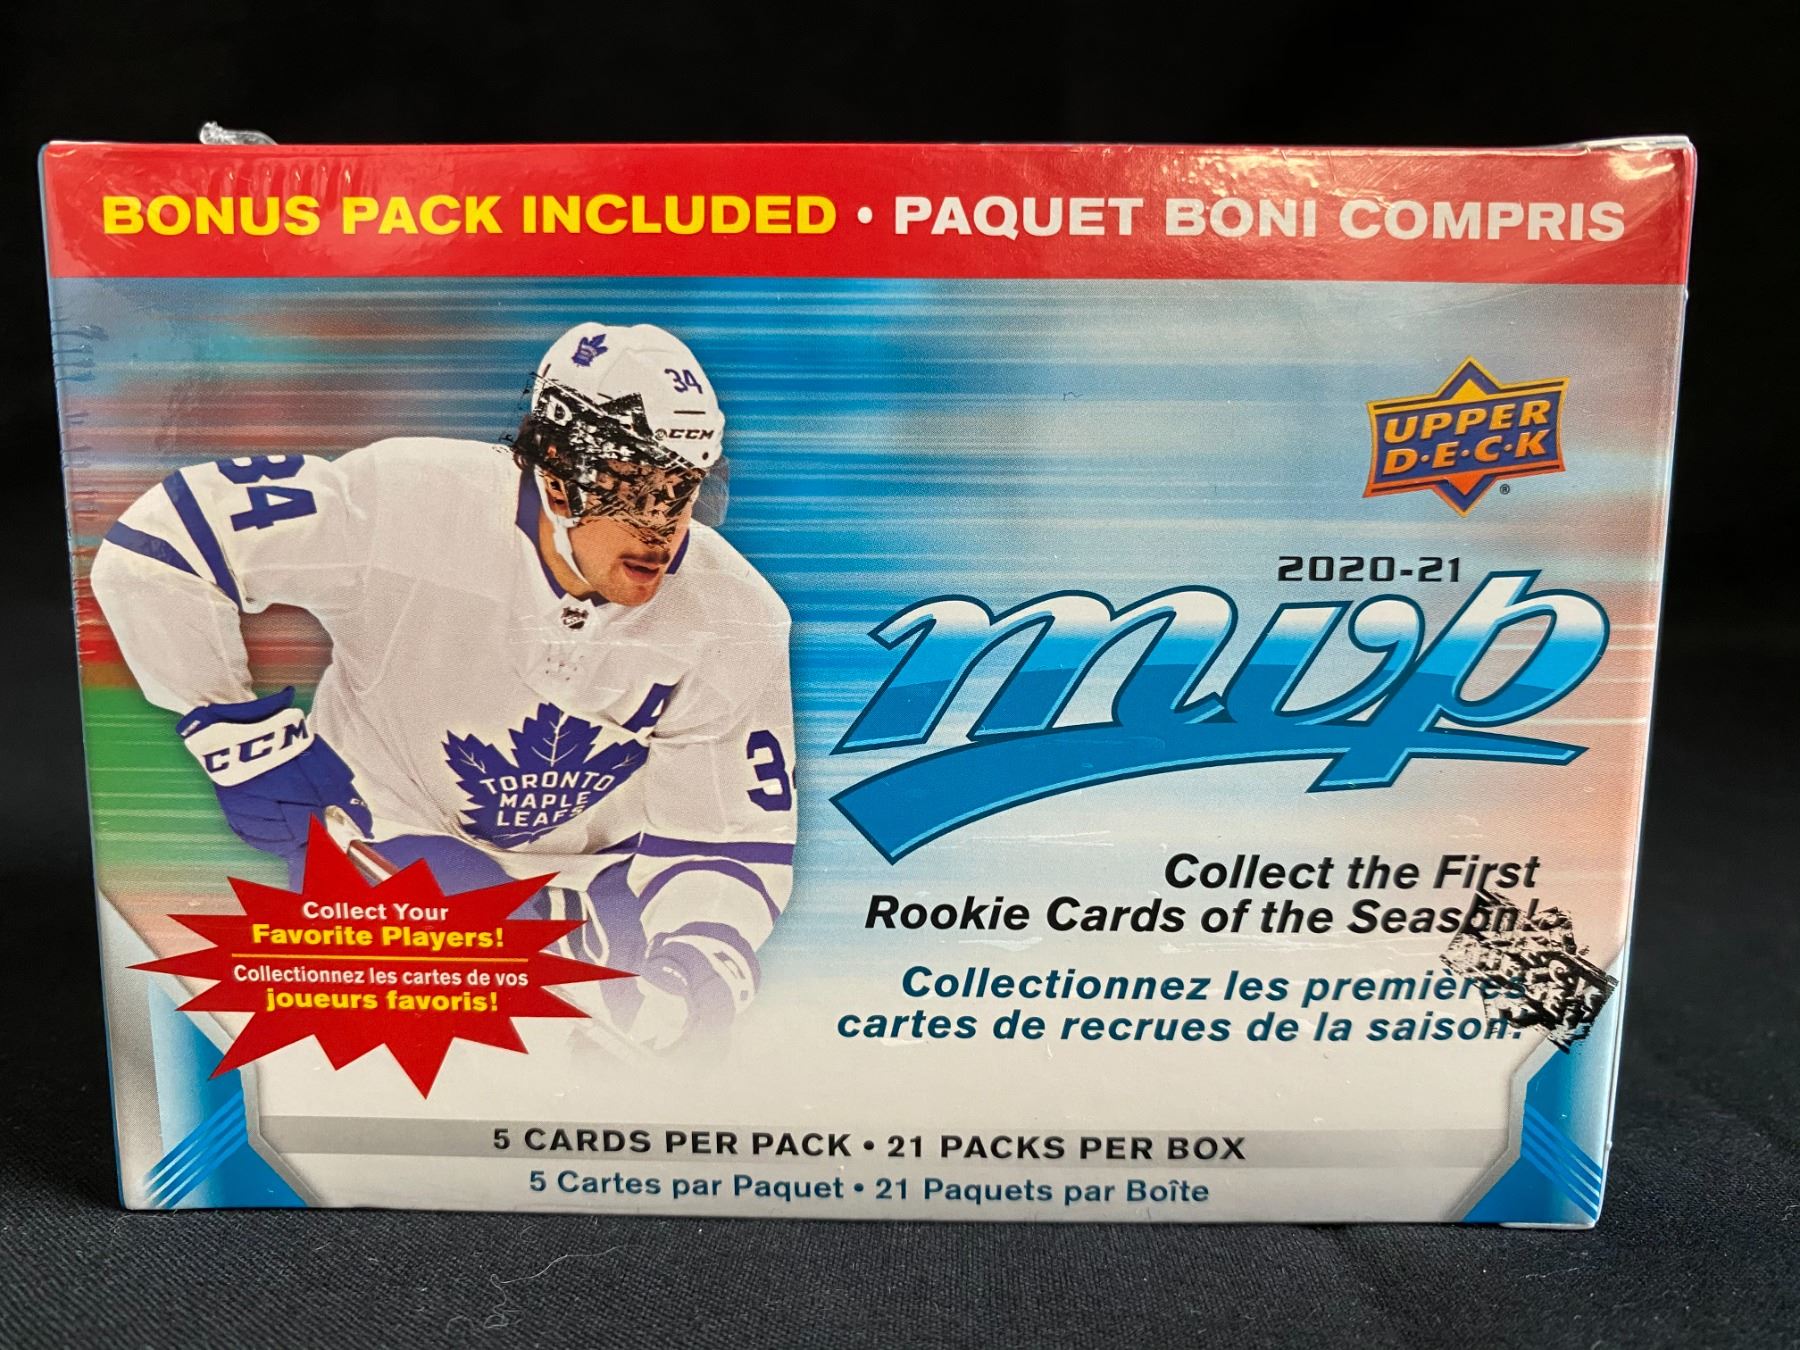 BONUS PACK INCLUDED • PAQUET BONI COMPRIS
34
CCM
34
UPPER
D·E·C·K
®
2020-21
mvp
A
CCM
TORONTO
MAPLE
LEAFS
3
Collect the First
Rookie Cards of the Season!
Collectionnez les premières
cartes de recrues de la saison!
Collect Your
Favorite Players!
Collectionnez les cartes de vos
joueurs favoris!
5 CARDS PER PACK • 21 PACKS PER BOX
5 Cartes par Paquet • 21 Paquets par Boîte